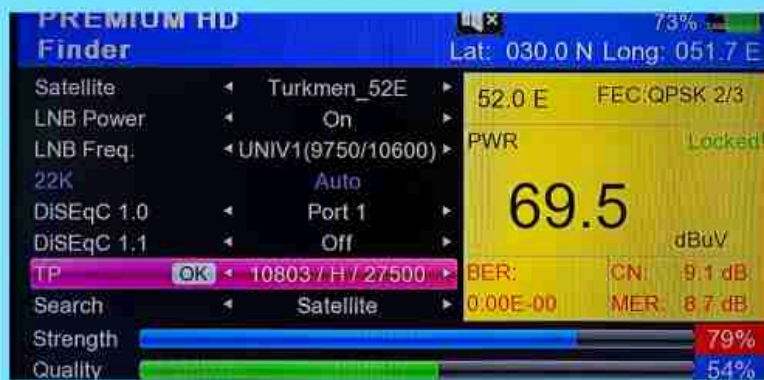 PREMIUM HD
73%
Finder
Lat: 030.0 N Long: 051.7 E
Satellite Turkmen_52E
LNB Power On
LNB Freq. UNIV1(9750/10600)
22K Auto
DiSEqC 1.0 Port 1
DiSEqC 1.1 Off
TP OK 10803 / H / 27500
Search Satellite
52.0 E FEC:QPSK 2/3
PWR Locked!
69.5
dBuV
BER: CN: 9.1 dB
0.00E-00 MER: 8.7 dB
Strength 79%
Quality 54%